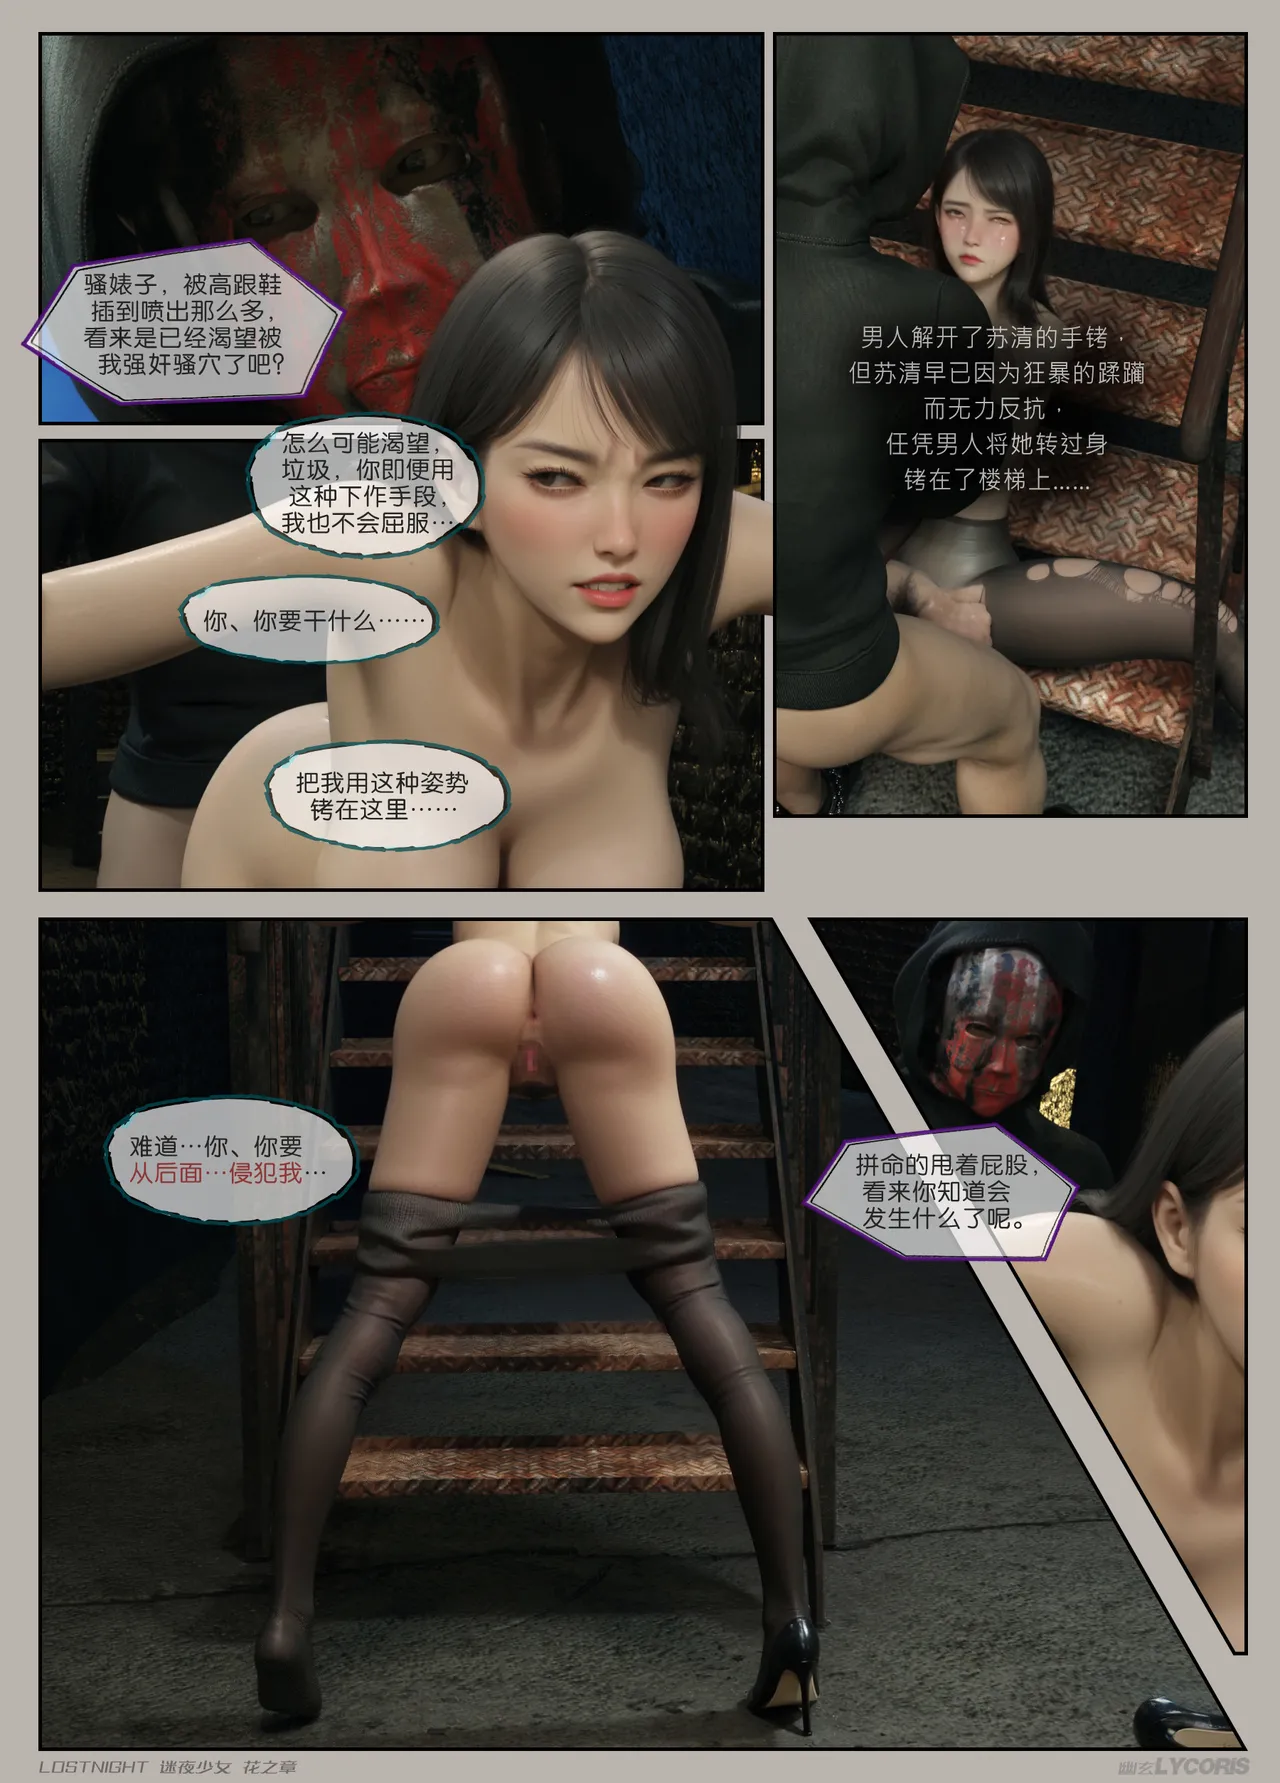 骚婊子，被高跟鞋
插到喷出那么多，
看来是已经渴望被
我强奸骚穴了吧？
男人解开了苏清的手铐，
但苏清早已因为狂暴的蹂躏
而无力反抗，
任凭男人将她转过身
铐在了楼梯上……
怎么可能渴望，
垃圾，你即便用
这种下作手段，
我也不会屈服…
你、你要干什么……
把我用这种姿势
铐在这里……
难道…你、你要
从后面…侵犯我…
拼命的甩着屁股，
看来你知道会
发生什么了呢。
LOSTNIGHT 迷夜少女 花之章
幽玄LYCORIS